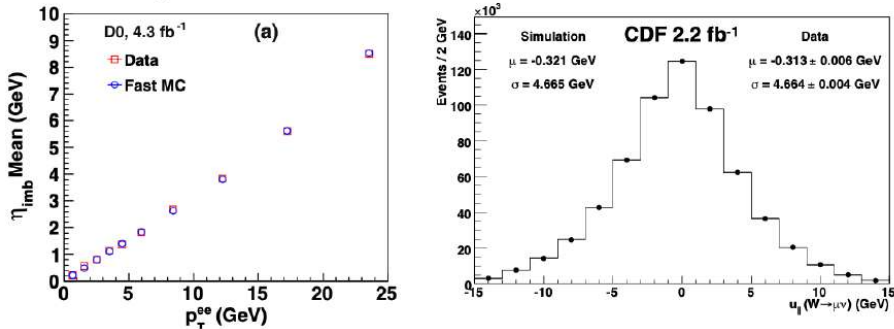 10
9
8
7
6
5
4
3
2
1
0
η_imb Mean (GeV)
D0, 4.3 fb⁻¹
(a)
Data
Fast MC
0 5 10 15 20 25
p_T^ee (GeV)
×10³
140
120
100
80
60
40
20
0
Events / 2 GeV
CDF 2.2 fb⁻¹
Simulation
μ = -0.321 GeV
σ = 4.665 GeV
Data
μ = -0.313 ± 0.006 GeV
σ = 4.664 ± 0.004 GeV
-15 -10 -5 0 5 10 15
u_|| (W→μν) (GeV)